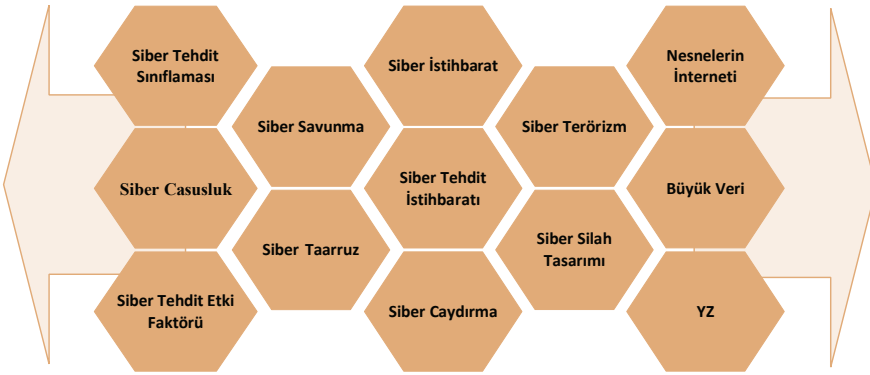 Siber Tehdit
Sınıflaması
Siber Casusluk
Siber Tehdit Etki
Faktörü
Siber Savunma
Siber Taarruz
Siber İstihbarat
Siber Tehdit
İstihbaratı
Siber Caydırma
Siber Terörizm
Siber Silah
Tasarımı
Nesnelerin
İnterneti
Büyük Veri
YZ